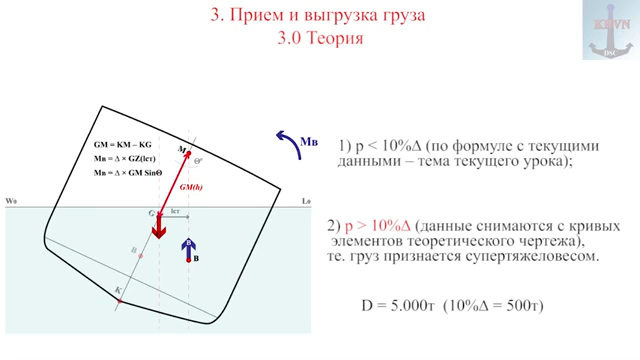 3. Прием и выгрузка груза
3.0 Теория
KHVN
DSC
GM = KM – KG
Mв = Δ × GZ(lст)
Mв = Δ × GM SinΘ
M
Θ°
Mв
GM(h)
1) p < 10%Δ (по формуле с текущими
данными – тема текущего урока);
W₀
L₀
G
lст
B
B
B
K
2) p > 10%Δ (данные снимаются с кривых
элементов теоретического чертежа),
те. груз признается супертяжеловесом.
D = 5.000т (10%Δ = 500т)